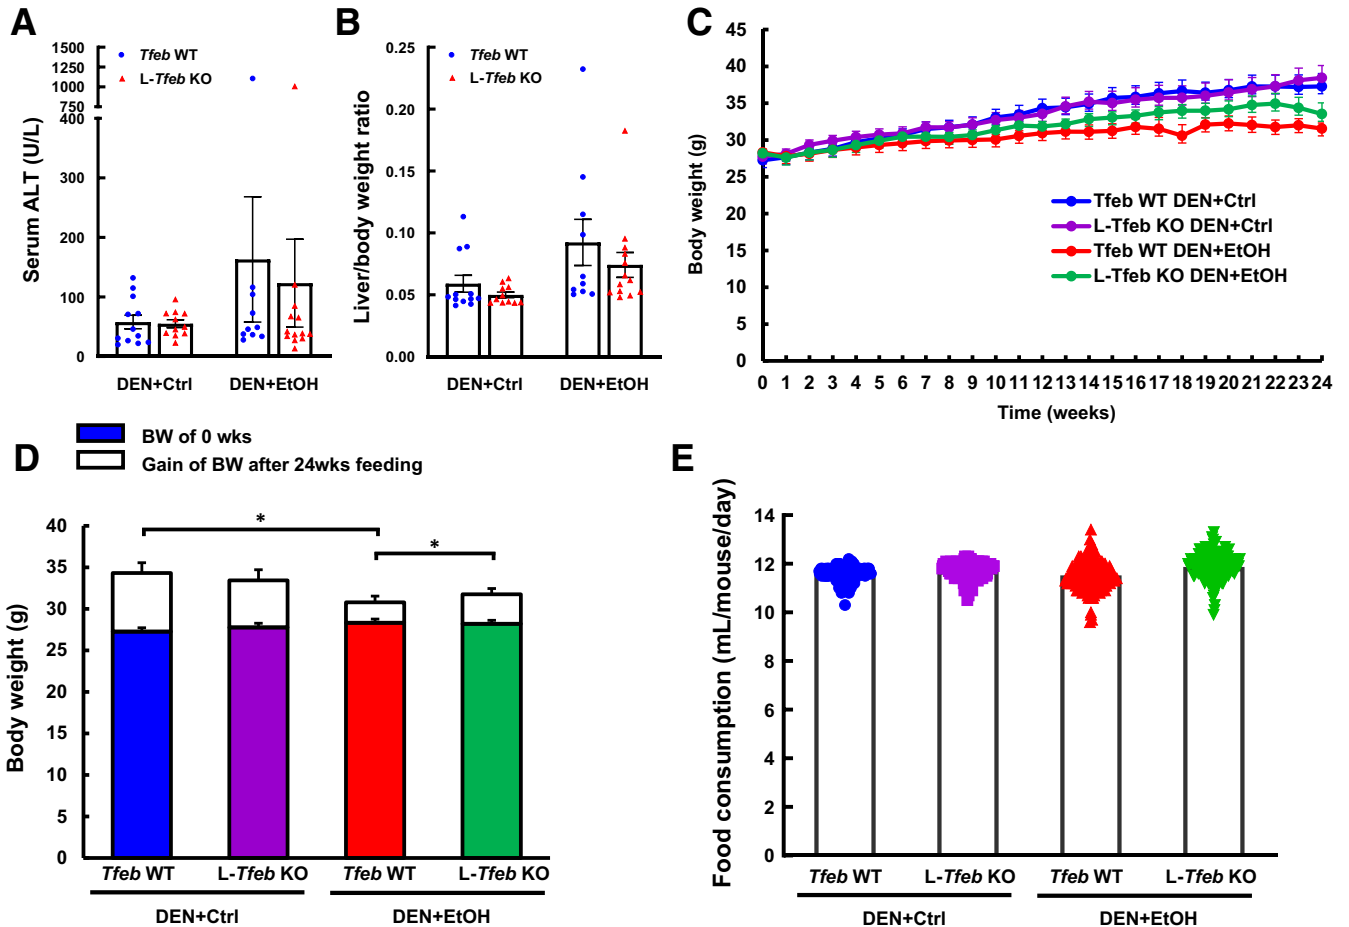 A
1500
1250
1000
750
400
300
200
100
0
Serum ALT (U/L)
Tfeb WT
L-Tfeb KO
DEN+Ctrl
DEN+EtOH
B
0.25
0.20
0.15
0.10
0.05
0.00
Liver/body weight ratio
Tfeb WT
L-Tfeb KO
DEN+Ctrl
DEN+EtOH
C
45
40
35
30
25
20
15
10
5
0
Body weight (g)
Tfeb WT DEN+Ctrl
L-Tfeb KO DEN+Ctrl
Tfeb WT DEN+EtOH
L-Tfeb KO DEN+EtOH
0 1 2 3 4 5 6 7 8 9 10 11 12 13 14 15 16 17 18 19 20 21 22 23 24
Time (weeks)
D
BW of 0 wks
Gain of BW after 24wks feeding
40
35
30
25
20
15
10
5
0
Body weight (g)
*
*
Tfeb WT L-Tfeb KO Tfeb WT L-Tfeb KO
DEN+Ctrl DEN+EtOH
E
14
12
10
8
6
4
2
0
Food consumption (mL/mouse/day)
Tfeb WT L-Tfeb KO Tfeb WT L-Tfeb KO
DEN+Ctrl DEN+EtOH